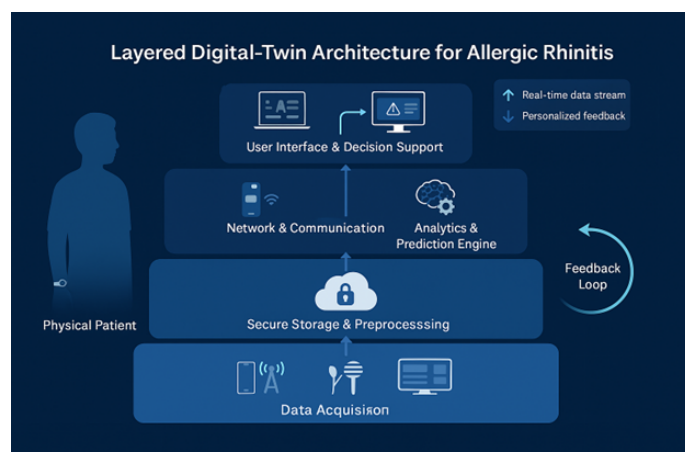 Layered Digital-Twin Architecture for Allergic Rhinitis
Real-time data stream
Personalized feedback
User Interface & Decision Support
Network & Communication
Analytics &
Prediction Engine
Feedback
Loop
Physical Patient
Secure Storage & Preprocesssing
Data Acquisiяon